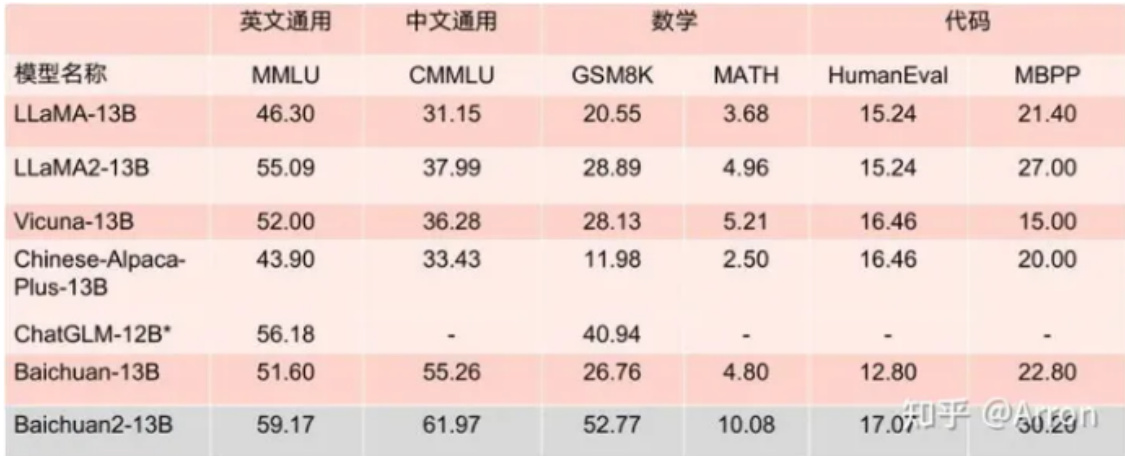 英文通用 中文通用 数学 代码
模型名称 MMLU CMMLU GSM8K MATH HumanEval MBPP
LLaMA-13B 46.30 31.15 20.55 3.68 15.24 21.40
LLaMA2-13B 55.09 37.99 28.89 4.96 15.24 27.00
Vicuna-13B 52.00 36.28 28.13 5.21 16.46 15.00
Chinese-Alpaca- 43.90 33.43 11.98 2.50 16.46 20.00
Plus-13B
ChatGLM-12B* 56.18 - 40.94 - - -
Baichuan-13B 51.60 55.26 26.76 4.80 12.80 22.80
Baichuan2-13B 59.17 61.97 52.77 10.08 17.07 30.20
知乎 @Arron